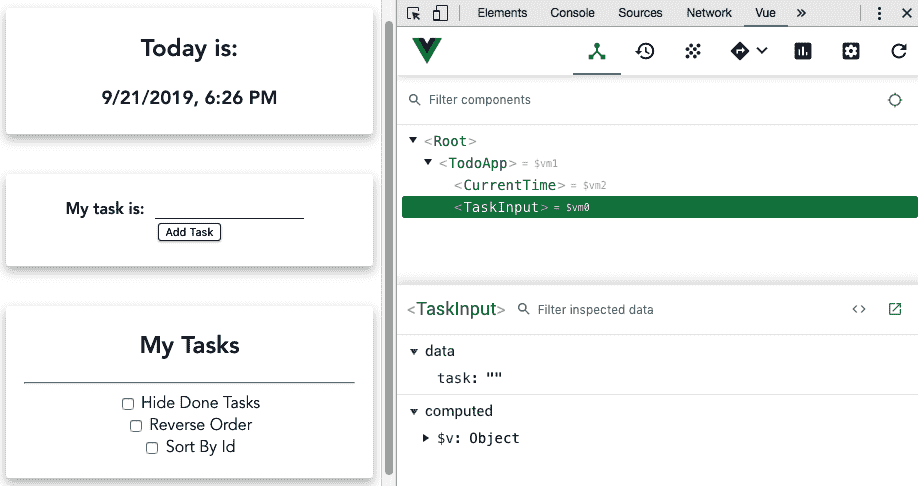 Today is:
9/21/2019, 6:26 PM
My task is:
Add Task
My Tasks
Hide Done Tasks
Reverse Order
Sort By Id
Elements Console Sources Network Vue »
Filter components
<Root>
<TodoApp> = $vm1
<CurrentTime> = $vm2
<TaskInput> = $vm0
<TaskInput> Filter inspected data <>
data
task: ""
computed
$v: Object